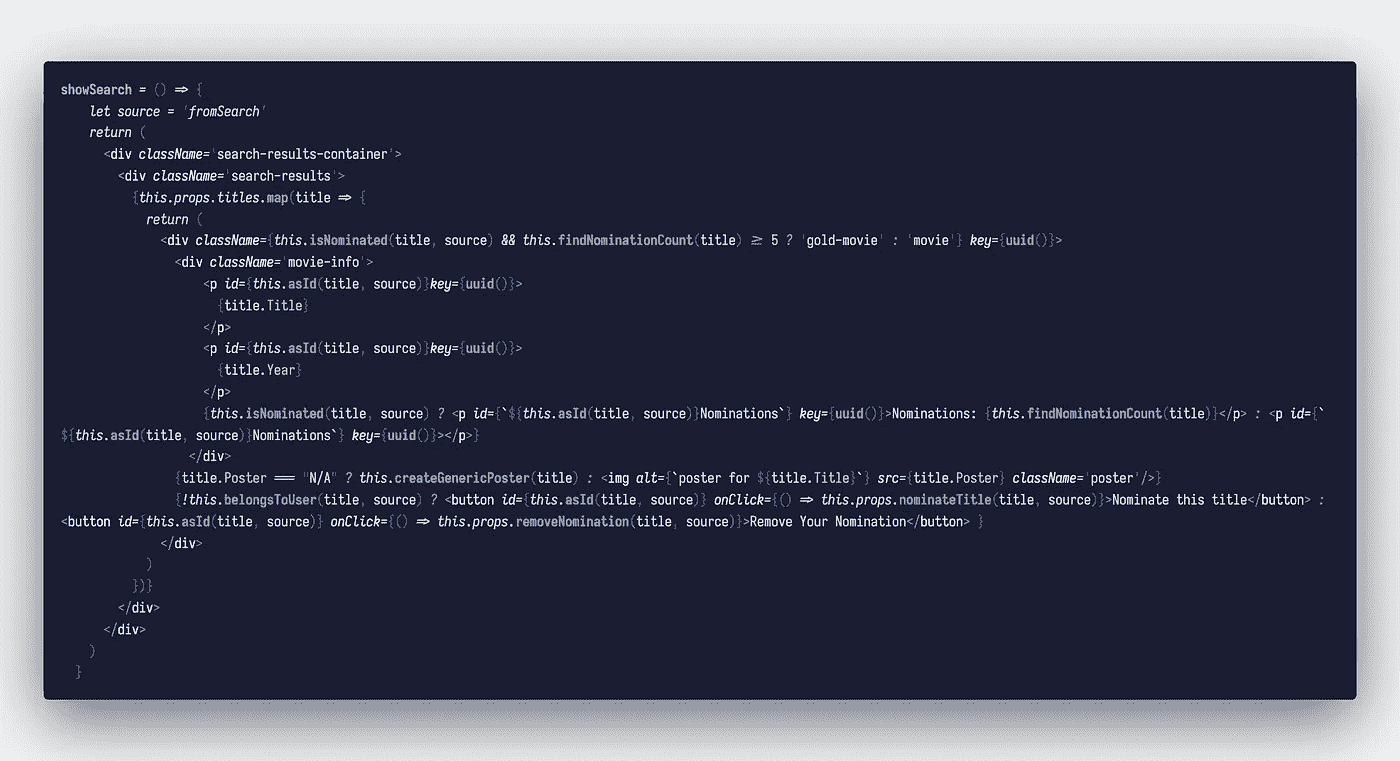 showSearch = () => {
let source = 'fromSearch'
return (
<div className='search-results-container'>
<div className='search-results'>
{this.props.titles.map(title => {
return (
<div className={this.isNominated(title, source) && this.findNominationCount(title) >= 5 ? 'gold-movie' : 'movie'} key={uuid()}>
<div className='movie-info'>
<p id={this.asId(title, source)}key={uuid()}>
{title.Title}
</p>
<p id={this.asId(title, source)}key={uuid()}>
{title.Year}
</p>
{this.isNominated(title, source) ? <p id={`${this.asId(title, source)}Nominations`} key={uuid()}>Nominations: {this.findNominationCount(title)}</p> : <p id={`
${this.asId(title, source)}Nominations`} key={uuid()}></p>}
</div>
{title.Poster === "N/A" ? this.createGenericPoster(title) : <img alt={`poster for ${title.Title}`} src={title.Poster} className='poster'/>}
{!this.belongsToUser(title, source) ? <button id={this.asId(title, source)} onClick={() => this.props.nominateTitle(title, source)}>Nominate this title</button> :
<button id={this.asId(title, source)} onClick={() => this.props.removeNomination(title, source)}>Remove Your Nomination</button> }
</div>
)
})}
</div>
</div>
)
}